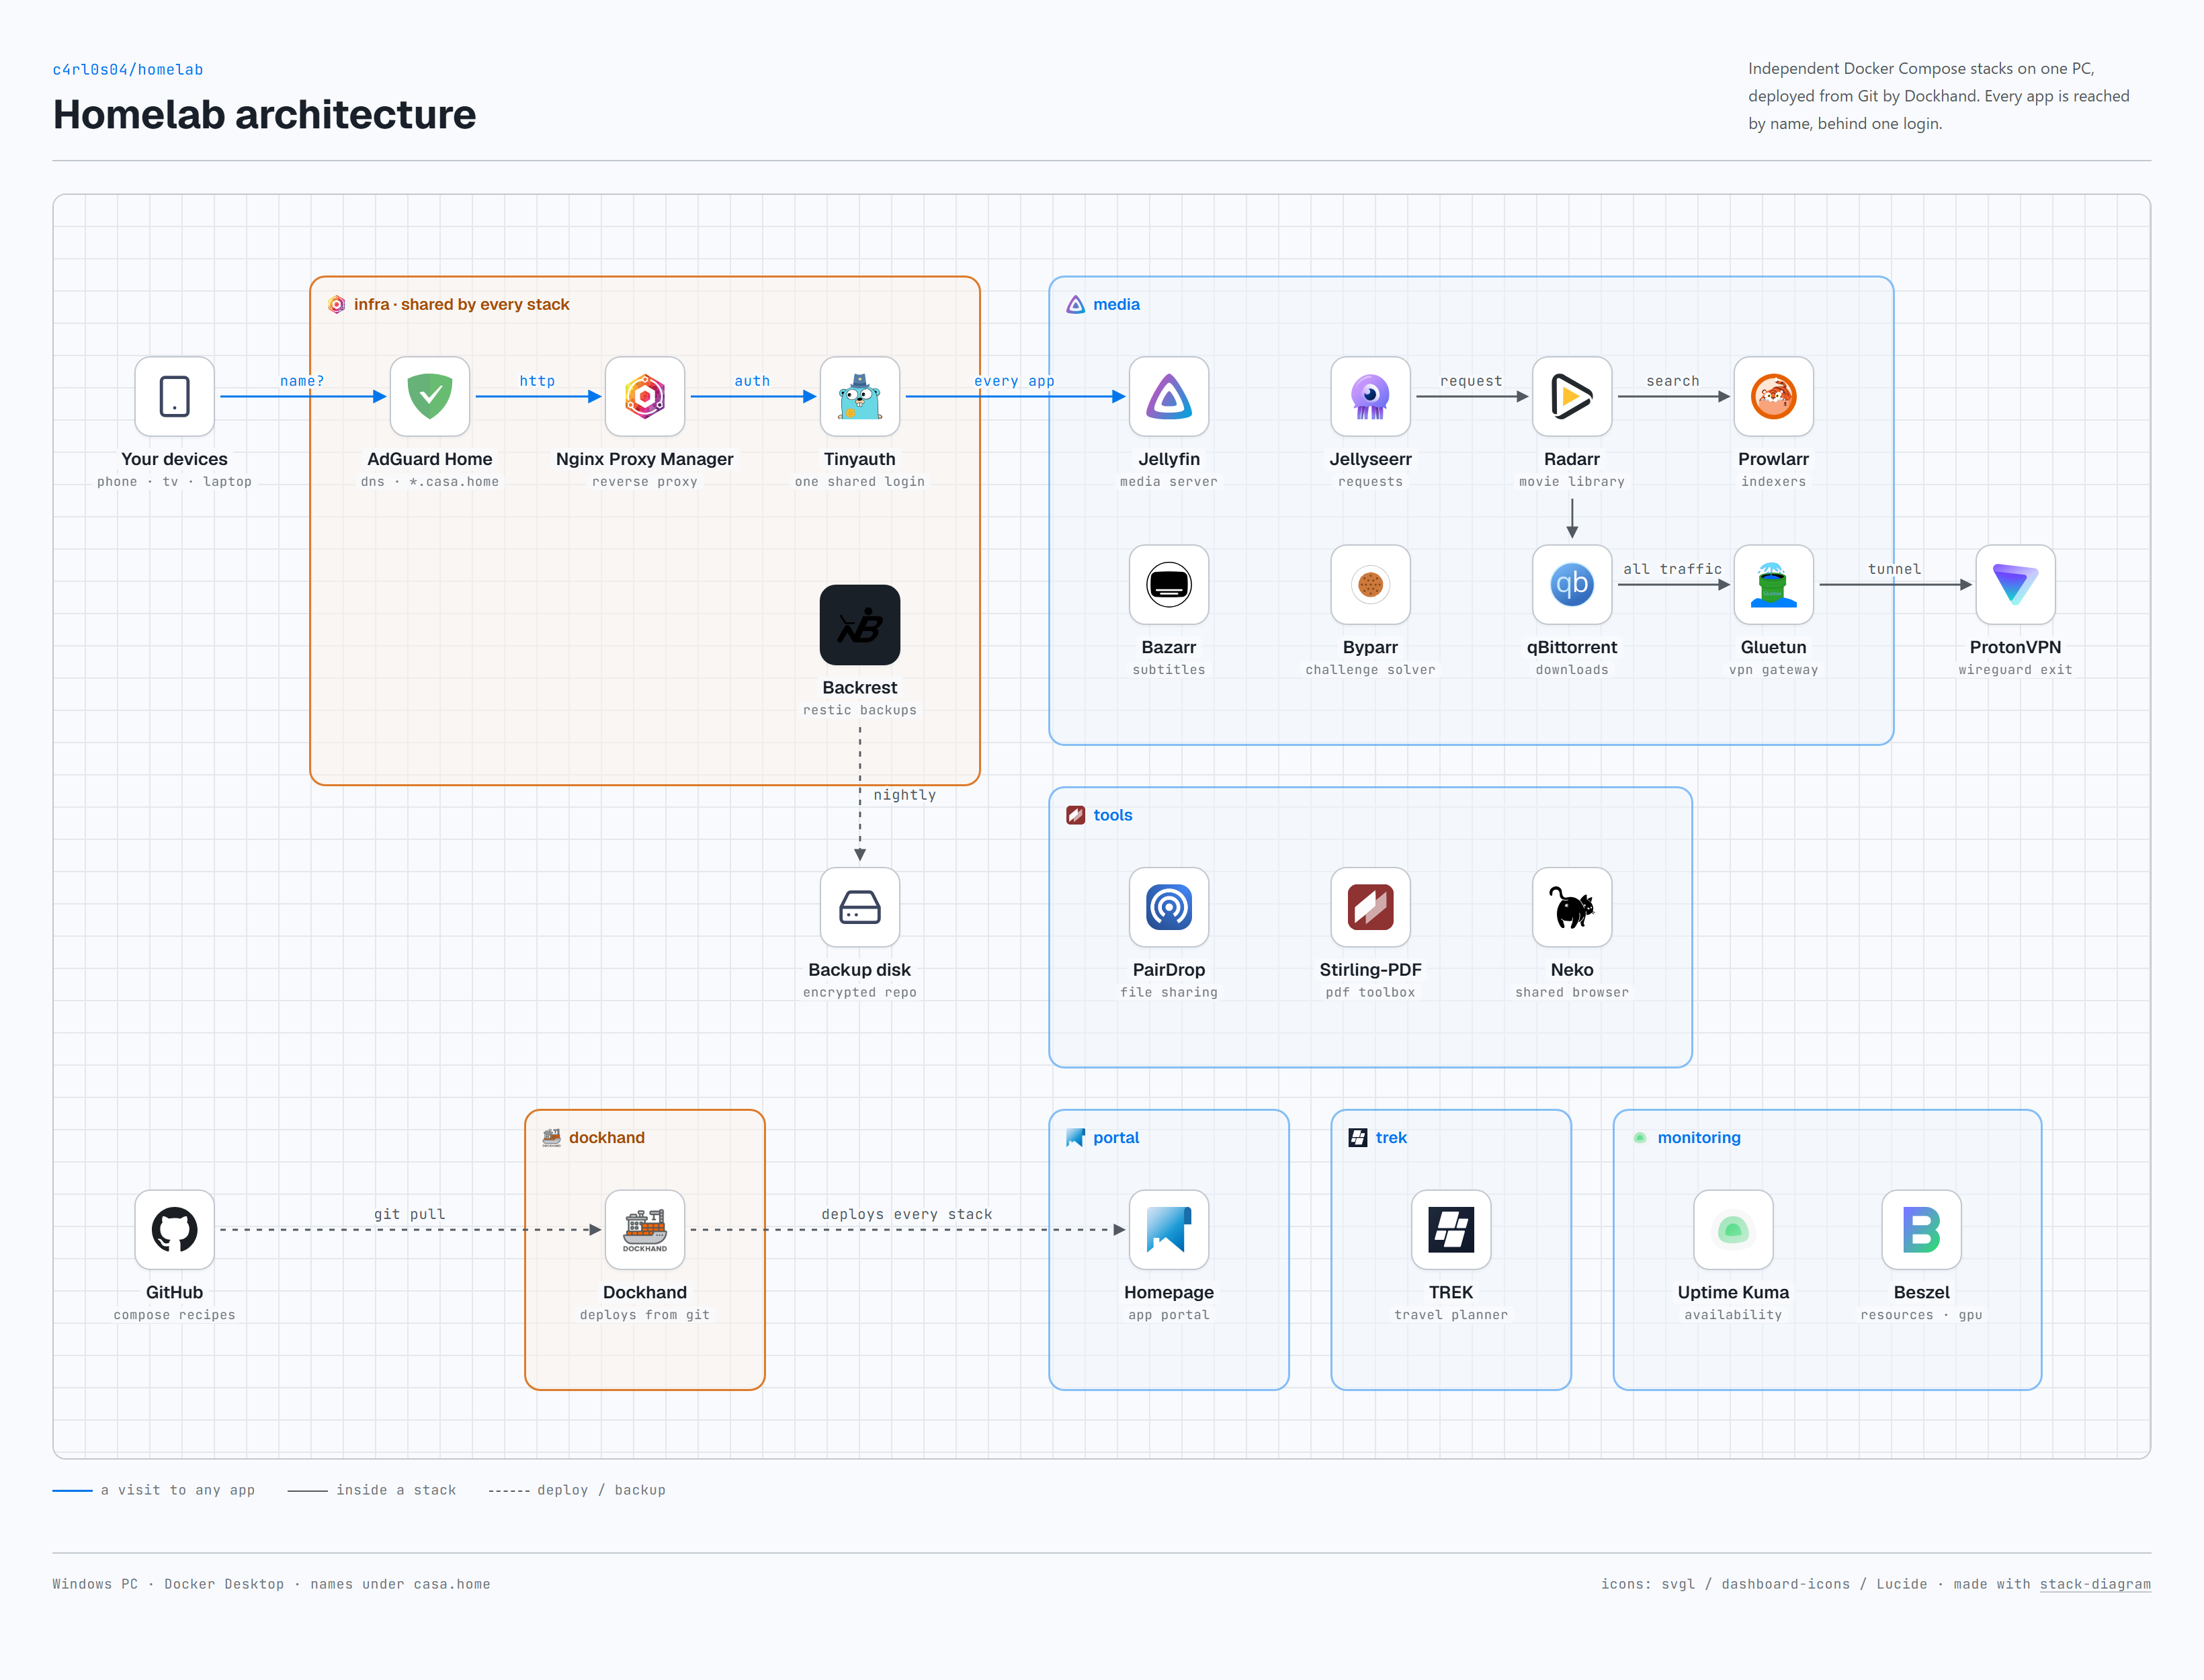 c4rl0s04/homelab
Homelab architecture
Independent Docker Compose stacks on one PC,
deployed from Git by Dockhand. Every app is reached
by name, behind one login.
infra · shared by every stack
media
name?
http
auth
every app
request
search
Your devices
phone · tv · laptop
AdGuard Home
dns · *.casa.home
Nginx Proxy Manager
reverse proxy
Tinyauth
one shared login
Jellyfin
media server
Jellyseerr
requests
Radarr
movie library
Prowlarr
indexers
all traffic
tunnel
qb
Gluetun
Backrest
restic backups
Bazarr
subtitles
Byparr
challenge solver
qBittorrent
downloads
Gluetun
vpn gateway
ProtonVPN
wireguard exit
nightly
tools
Backup disk
encrypted repo
PairDrop
file sharing
Stirling-PDF
pdf toolbox
Neko
shared browser
dockhand
portal
trek
monitoring
git pull
deploys every stack
DOCKHAND
GitHub
compose recipes
Dockhand
deploys from git
Homepage
app portal
TREK
travel planner
Uptime Kuma
availability
Beszel
resources · gpu
a visit to any app
inside a stack
deploy / backup
Windows PC · Docker Desktop · names under casa.home
icons: svgl / dashboard-icons / Lucide · made with stack-diagram